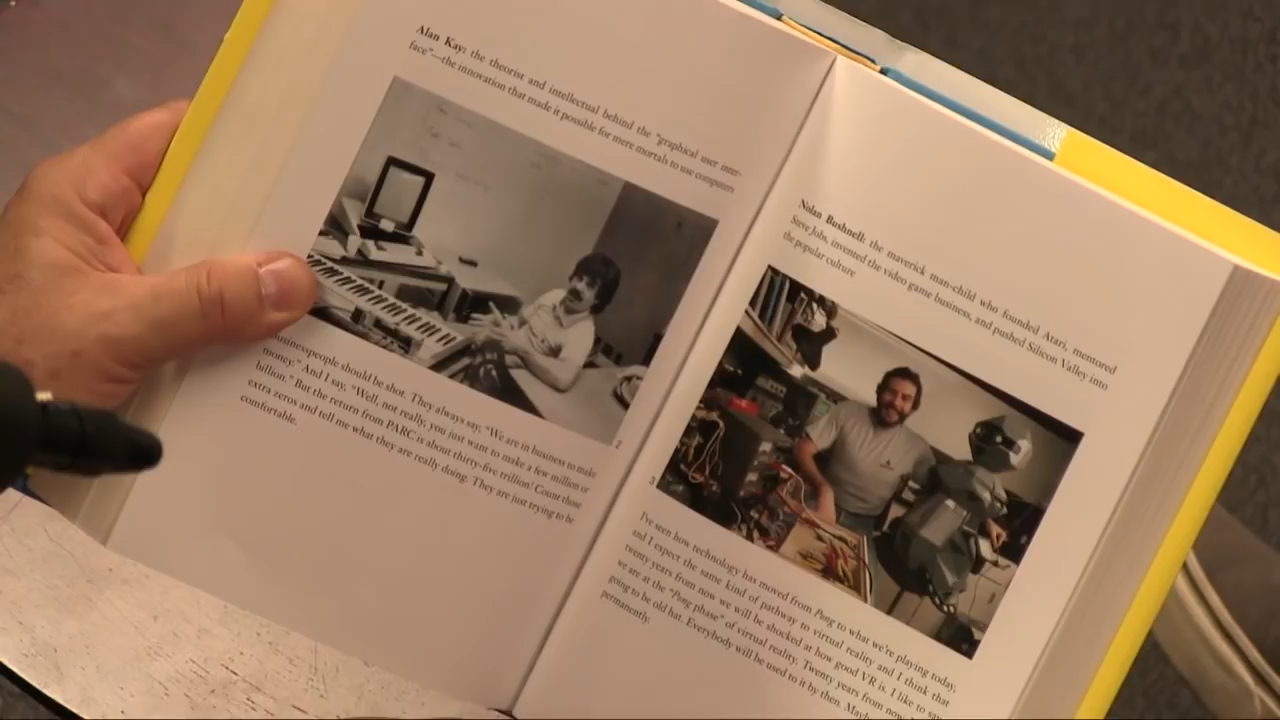 Alan Kay: the theorist and intellectual behind the "graphical user inter-
face"—the innovation that made it possible for mere mortals to use computers
businesspeople should be shot. They always say, "We are in business to make
money." And I say, "Well, not really, you just want to make a few million or
billion." But the return from PARC is about thirty-five trillion! Count those
extra zeros and tell me what they are really doing. They are just trying to be
comfortable.
2
Nolan Bushnell: the maverick man-child who founded Atari, mentored
Steve Jobs, invented the video game business, and pushed Silicon Valley into
the popular culture
3
I've seen how technology has moved from Pong to what we're playing today,
and I expect the same kind of pathway to virtual reality and I think that
twenty years from now we will be shocked at how good VR is. I like to say
we are at the "Pong phase" of virtual reality. Twenty years from now,
going to be old hat. Everybody will be used to it by then. Maybe
permanently.